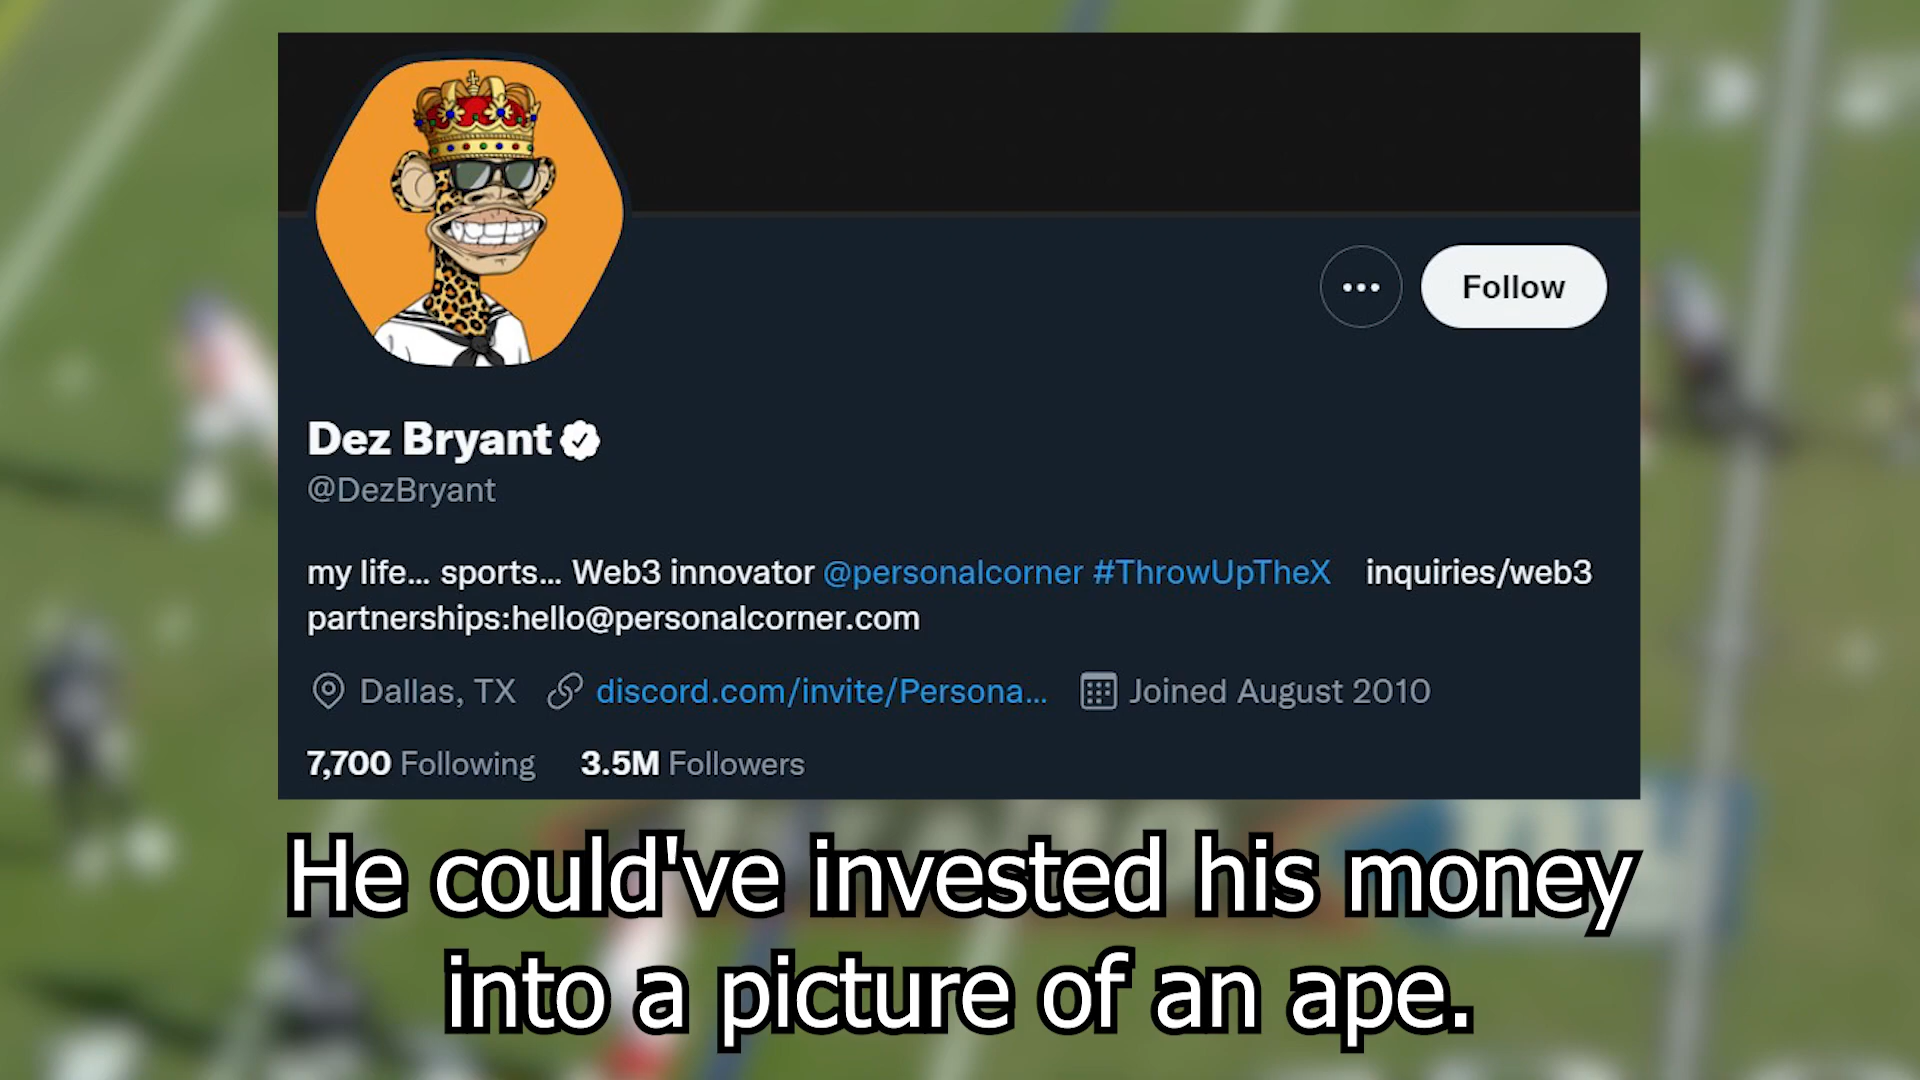 Follow
Dez Bryant
@DezBryant
my life... sports... Web3 innovator @personalcorner #ThrowUpTheX inquiries/web3
partnerships:hello@personalcorner.com
Dallas, TX discord.com/invite/Persona... Joined August 2010
7,700 Following 3.5M Followers
He could've invested his money
into a picture of an ape.